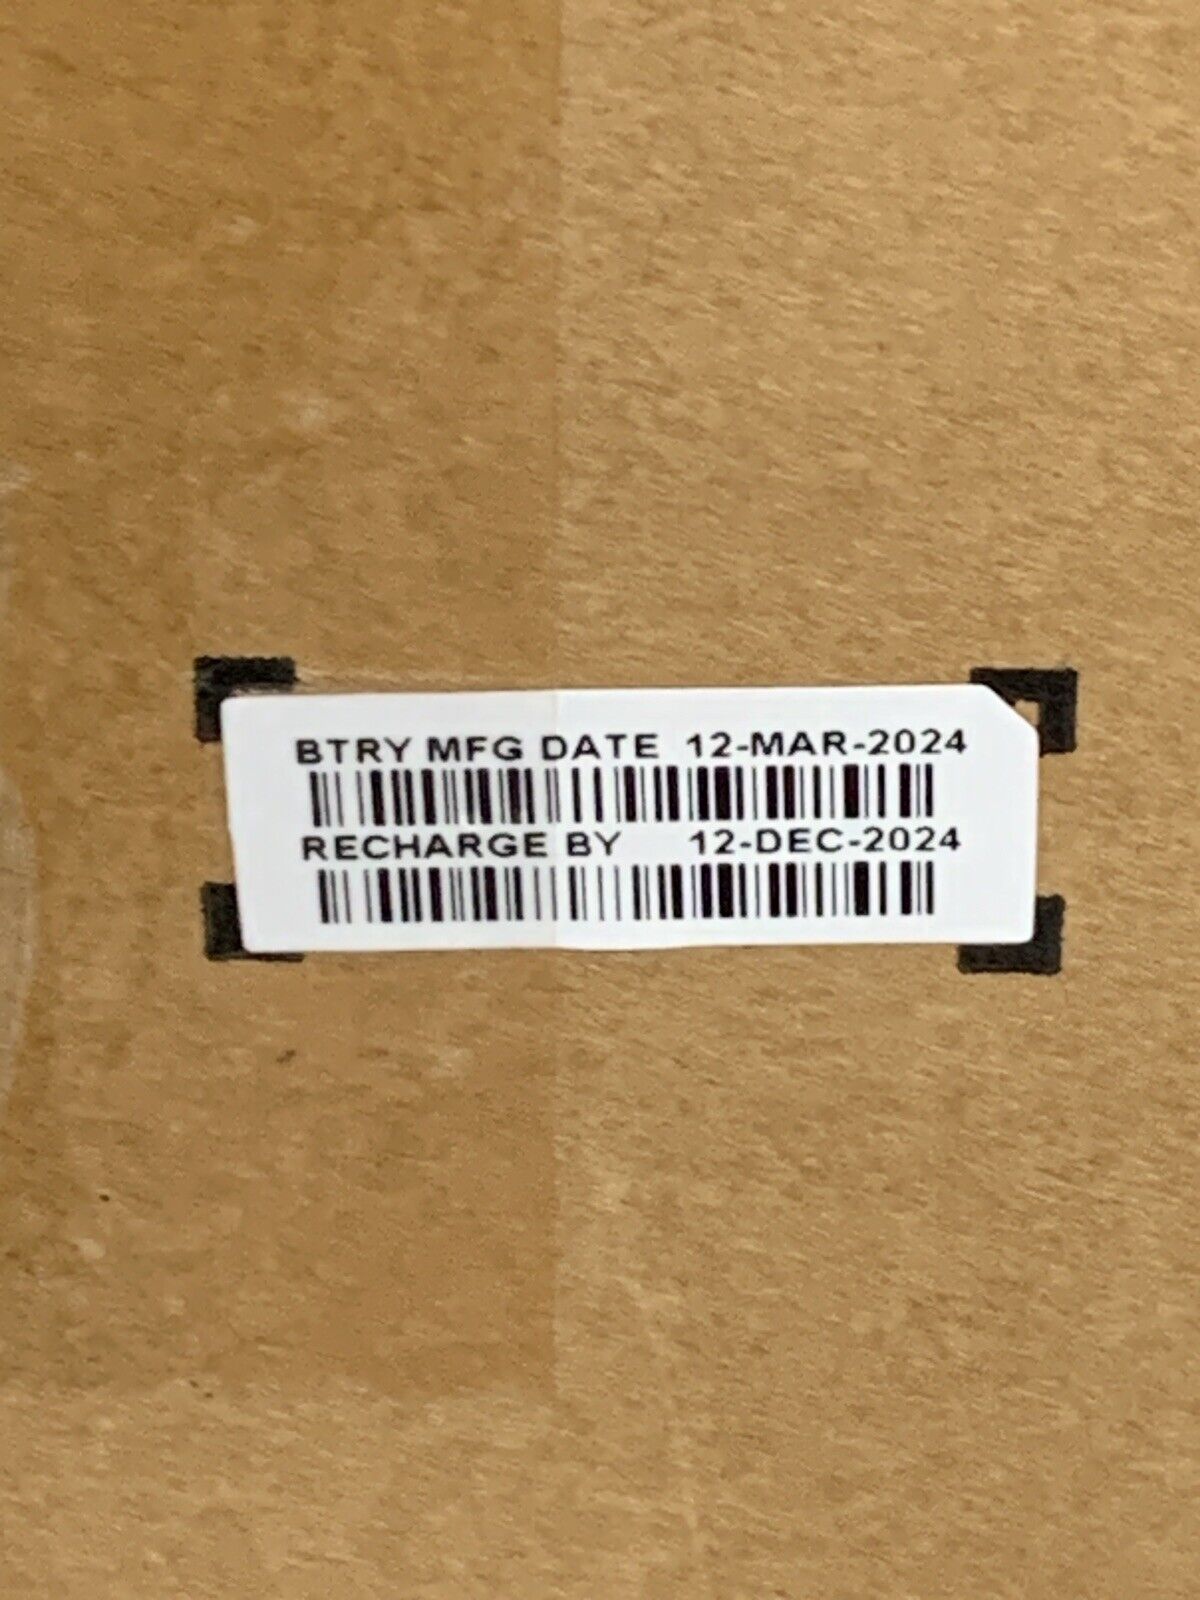 BTRY MFG DATE 12-MAR-2024
RECHARGE BY 12-DEC-2024